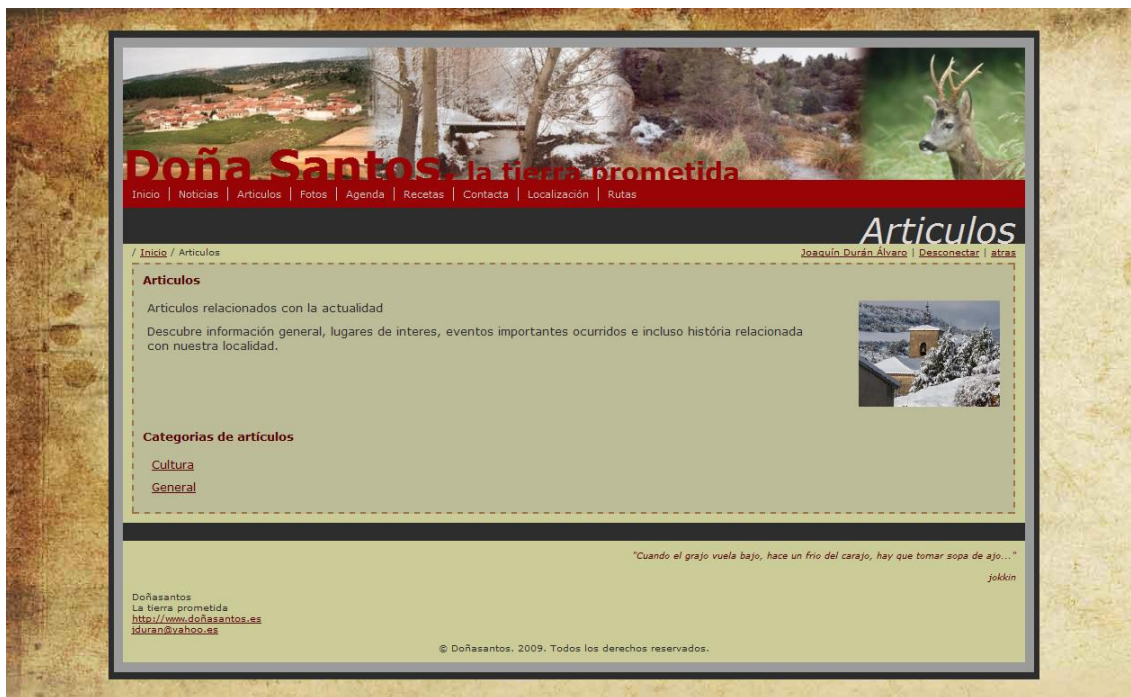 Doña Santos, la tierra prometida
Inicio | Noticias | Articulos | Fotos | Agenda | Recetas | Contacta | Localización | Rutas
Articulos
/ Inicio / Articulos
Joaquín Durán Álvaro | Desconectar | atras
Articulos
Articulos relacionados con la actualidad
Descubre información general, lugares de interes, eventos importantes ocurridos e incluso história relacionada
con nuestra localidad.
Categorias de artículos
Cultura
General
"Cuando el grajo vuela bajo, hace un frio del carajo, hay que tomar sopa de ajo..."
jokkin
Doñasantos
La tierra prometida
http://www.doñasantos.es
jduran@yahoo.es
© Doñasantos. 2009. Todos los derechos reservados.